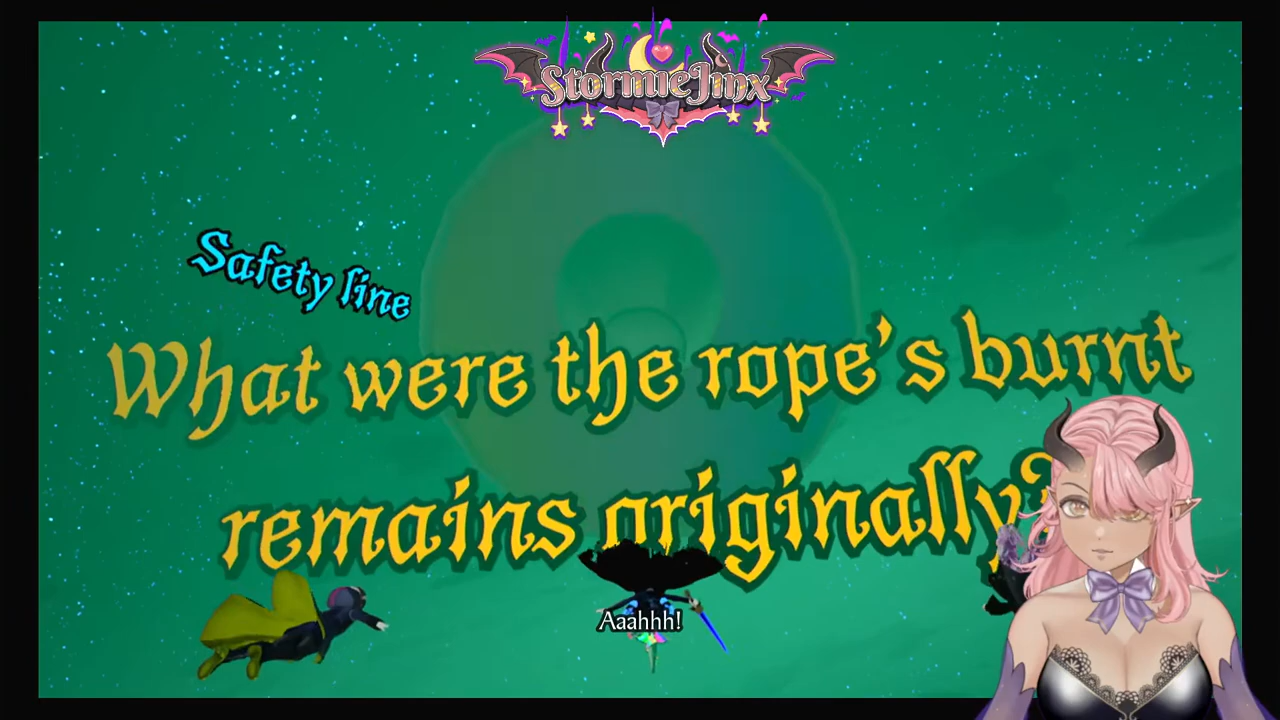 StormieJinx
Safety line
What were the rope's burnt
remains originally?
Aaahhh!